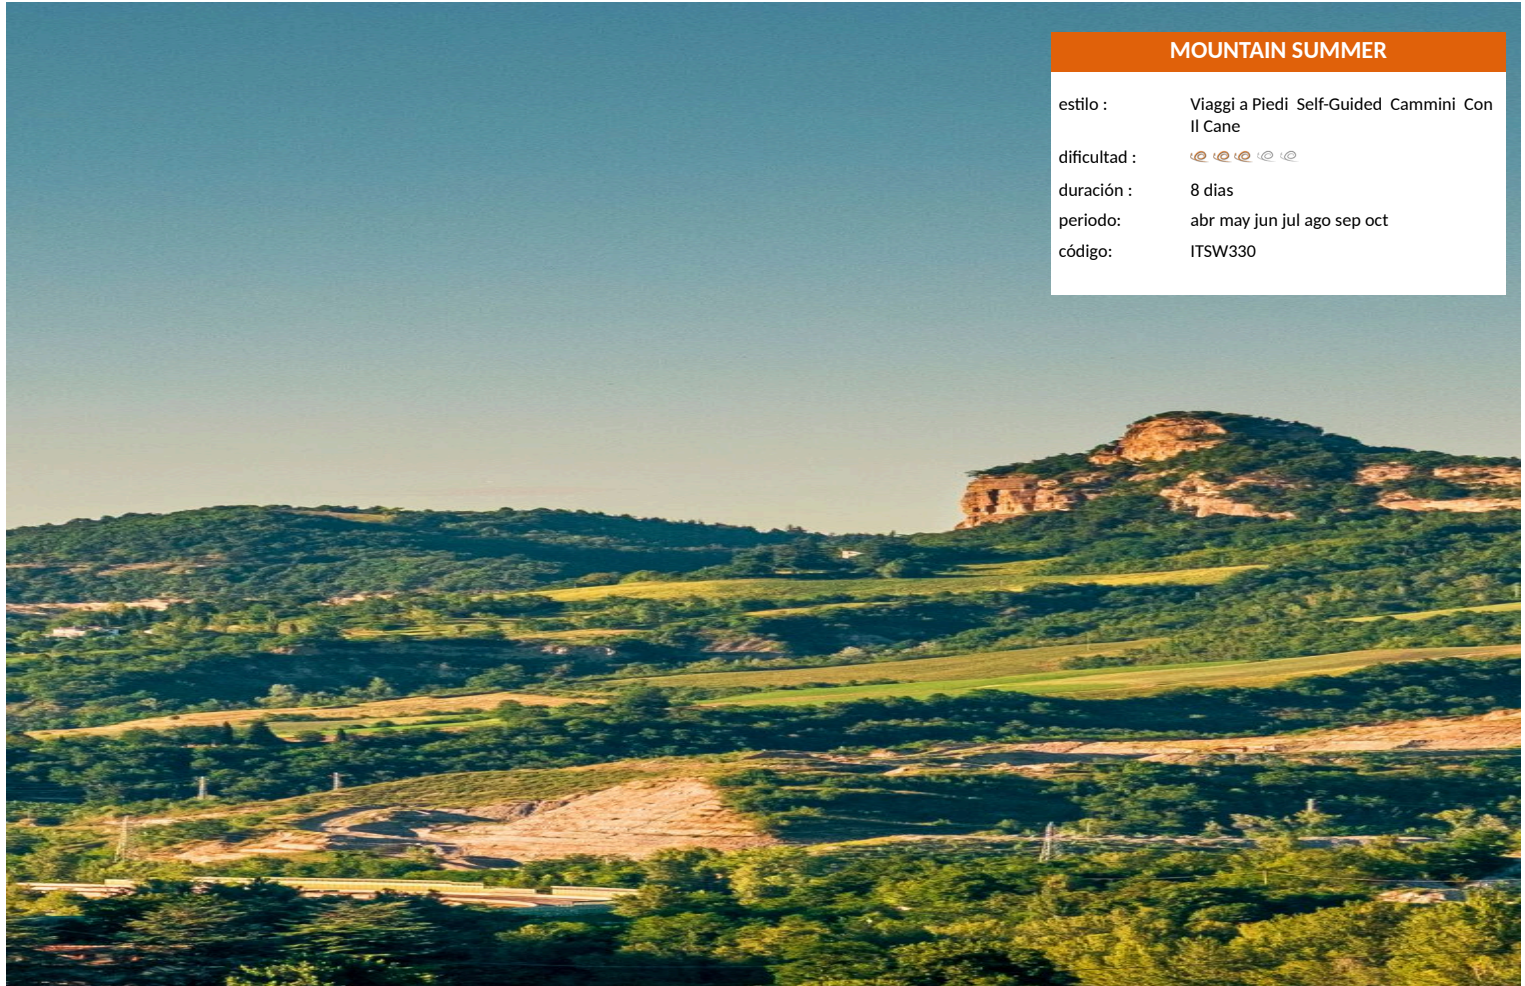 MOUNTAIN SUMMER
estilo : Viaggi a Piedi Self-Guided Cammini Con
Il Cane
dificultad :
duración : 8 dias
periodo: abr may jun jul ago sep oct
código: ITSW330